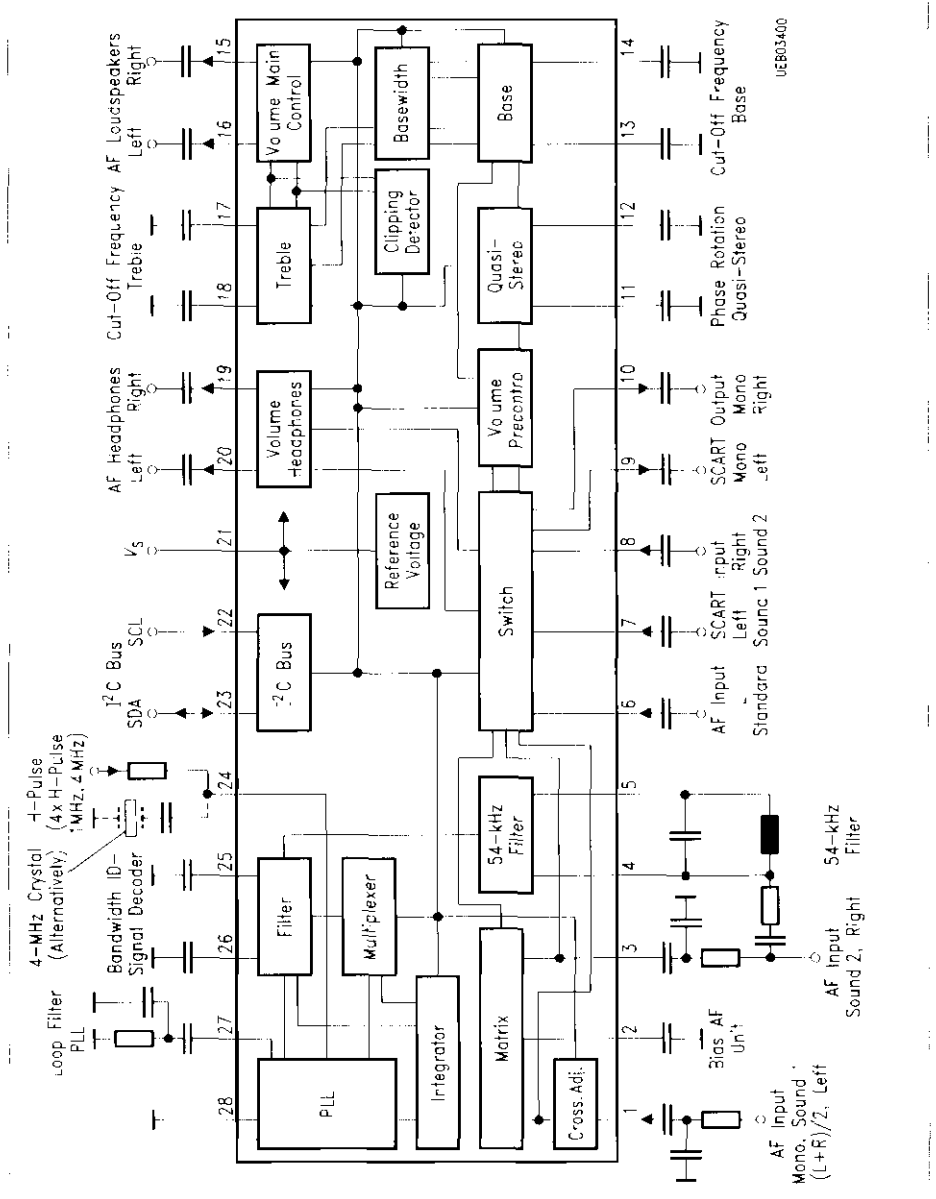 UEB03400
AF Loudspeakers
Right
Left
Cut-Off Frequency
Treble
AF Headphones
Right
Left
VS
I2C Bus
SCL
SDA
H-Pulse
(4x H-Pulse
1MHz, 4MHz)
4-MHz Crystal
(Alternatively)
Bandwidth ID-
Signal Decoder
Loop Filter
PLL
15
16
17
18
19
20
21
22
23
24
25
26
27
28
Volume Main
Control
Basewidth
Base
Treble
Clipping
Detector
Quasi-
Stereo
Volume
Headphones
Volume
Precontrol
Reference
Voltage
Switch
I2C Bus
Filter
Multiplexer
54-kHz
Filter
PLL
Integrator
Matrix
Cross.Adj.
14
13
12
11
10
9
8
7
6
5
4
3
2
1
Cut-Off Frequency
Base
Phase Rotation
Quasi-Stereo
SCART Output
Mono Mono
Left Right
SCART Input
Left Right
Sound 1 Sound 2
AF Input
Standard
54-kHz
Filter
AF Input
Sound 2, Right
Bias AF
Unit
AF Input
Mono, Sound 1
(L+R)/2, Left